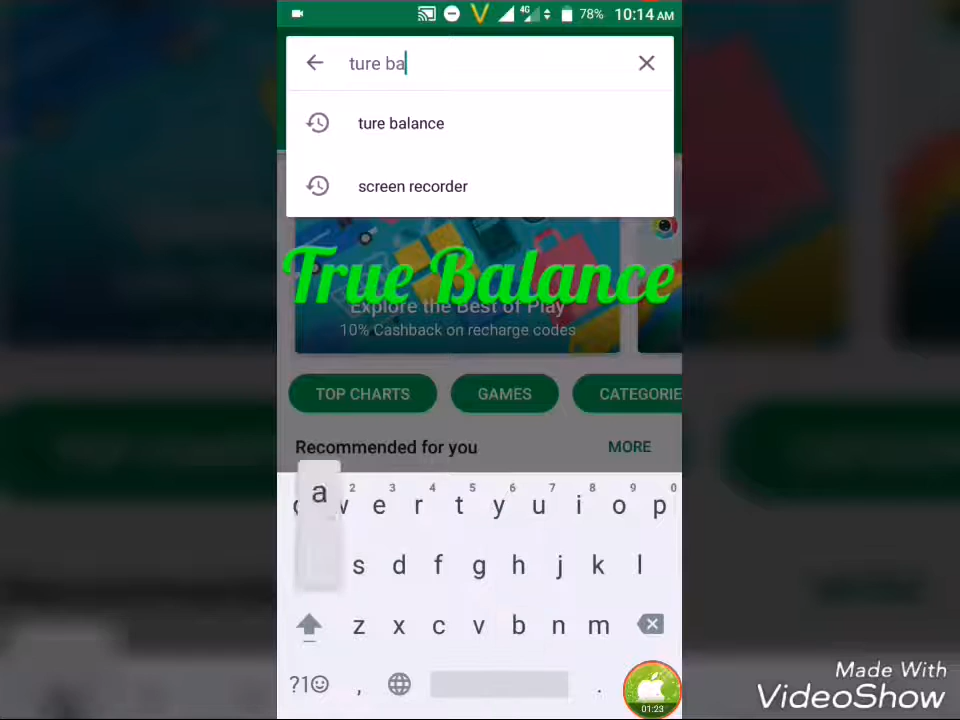 4G 78% 10:14 AM
ture ba
ture balance
screen recorder
True Balance
Explore the Best of Play
10% Cashback on recharge codes
TOP CHARTS GAMES CATEGORIE
Recommended for you MORE
a
2 3 4 5 6 7 8 9 0
e r t y u i o p
s d f g h j k l
z x c v b n m
?1 , .
01:23
Made With
VideoShow